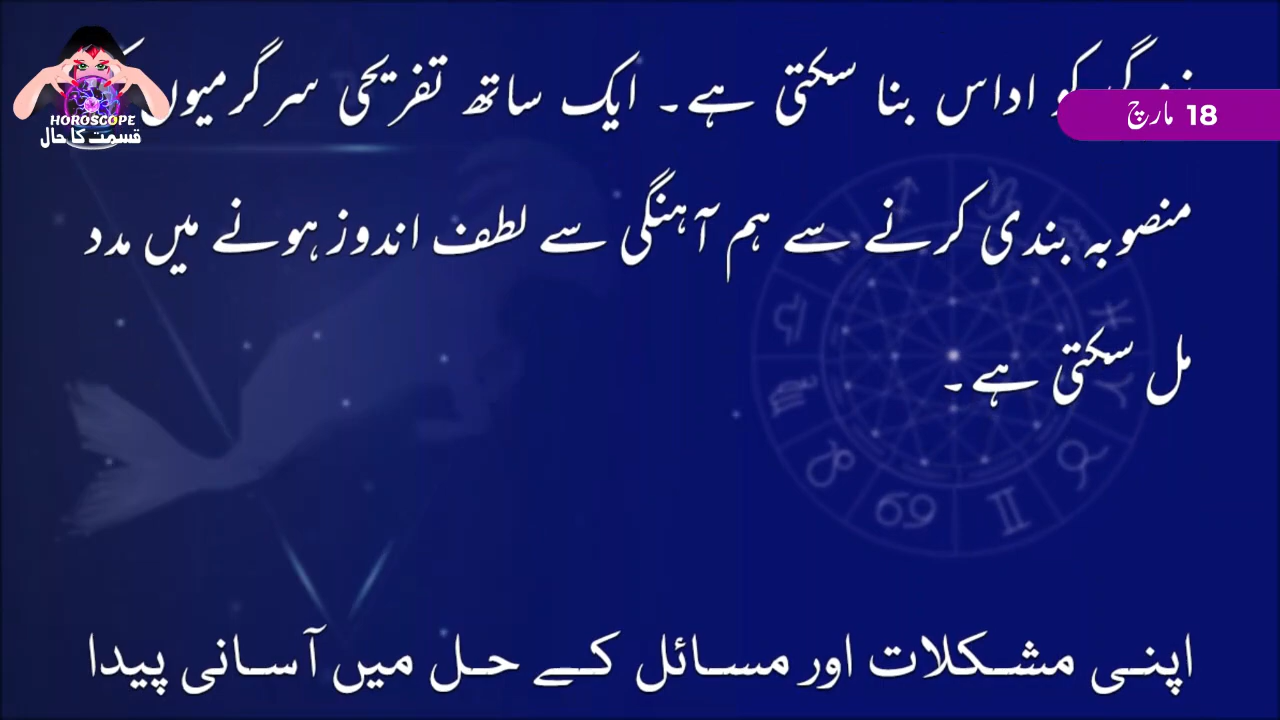 کو اداس بنا سکتی ہے۔ ایک ساتھ تفریحی سرگرمیوں
منصوبہ بندی کرنے سے ہم آہنگی سے لطف اندوز ہونے میں مدد
مل سکتی ہے۔
اپنی مشکلات اور مسائل کے حل میں آسانی پیدا
18 مارچ
HOROSCOPE
قسمت کا حال